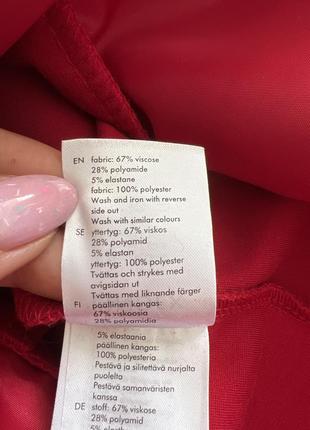 EN fabric: 67% viscose
28% polyamide
5% elastane
fabric: 100% polyester
Wash and iron with reverse
side out
Wash with similar colours
SE yttertyg: 67% viskos
28% polyamid
5% elastan
yttertyg: 100% polyester
Tvättas och strykes med
avigsidan ut
Tvättas med liknande färger
FI päällinen kangas:
67% viskoosia
28% polyamidia
5% elastaania
päällinen kangas:
100% polyesteria
Pestävä ja silitettävä nurjalta
puolelta
Pestävä samanväristen
kanssa
DE stoff: 67% viskose
28% polyamid